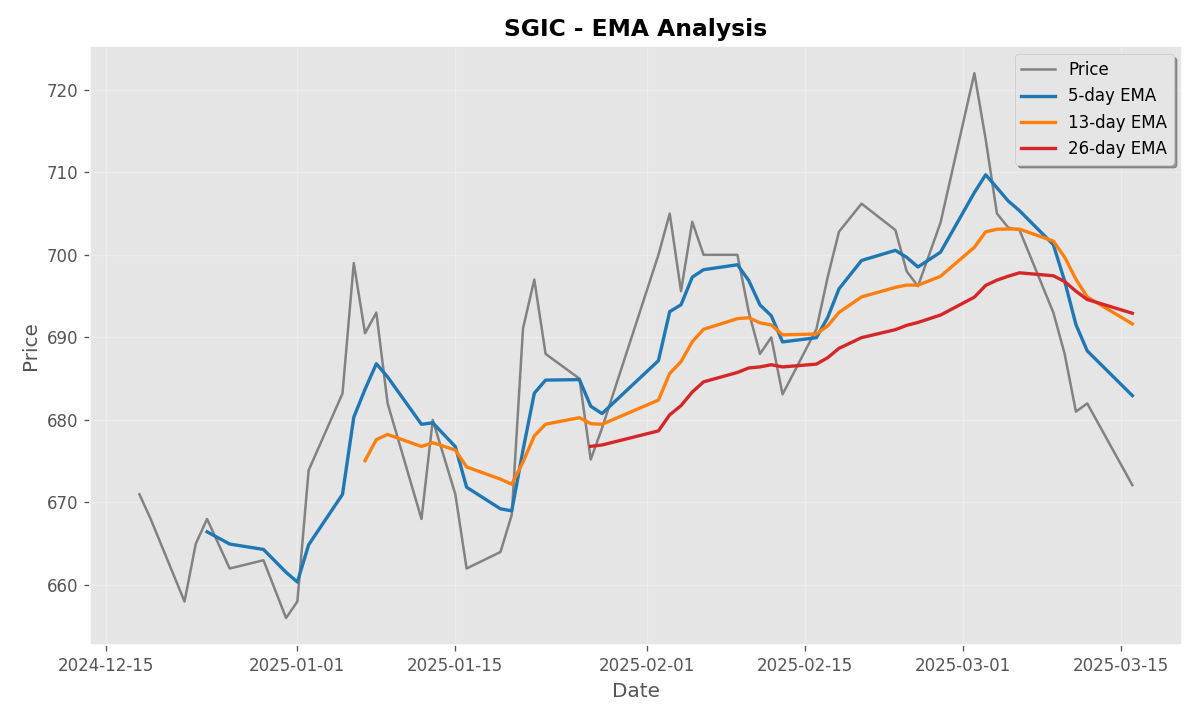 SGIC - EMA Analysis
Price
5-day EMA
13-day EMA
26-day EMA
Price
720
710
700
690
680
670
660
2024-12-15
2025-01-01
2025-01-15
2025-02-01
2025-02-15
2025-03-01
2025-03-15
Date